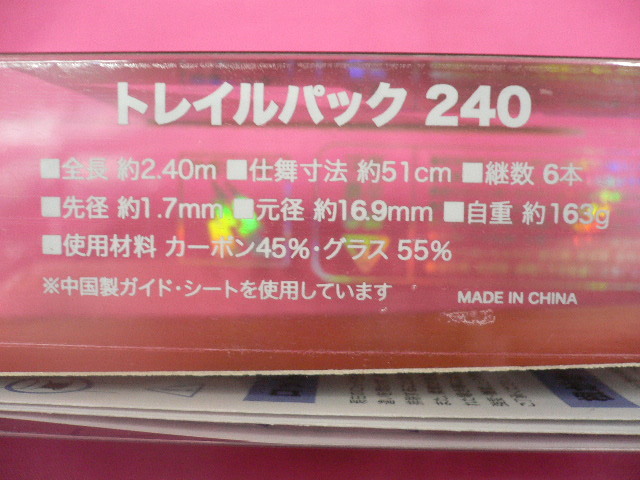 トレイルパック 240
■全長 約2.40m ■仕舞寸法 約51cm ■継数 6本
■先径 約1.7mm ■元径 約16.9mm ■自重 約163g
■使用材料 カーボン45%・グラス 55%
※中国製ガイド・シートを使用しています
MADE IN CHINA